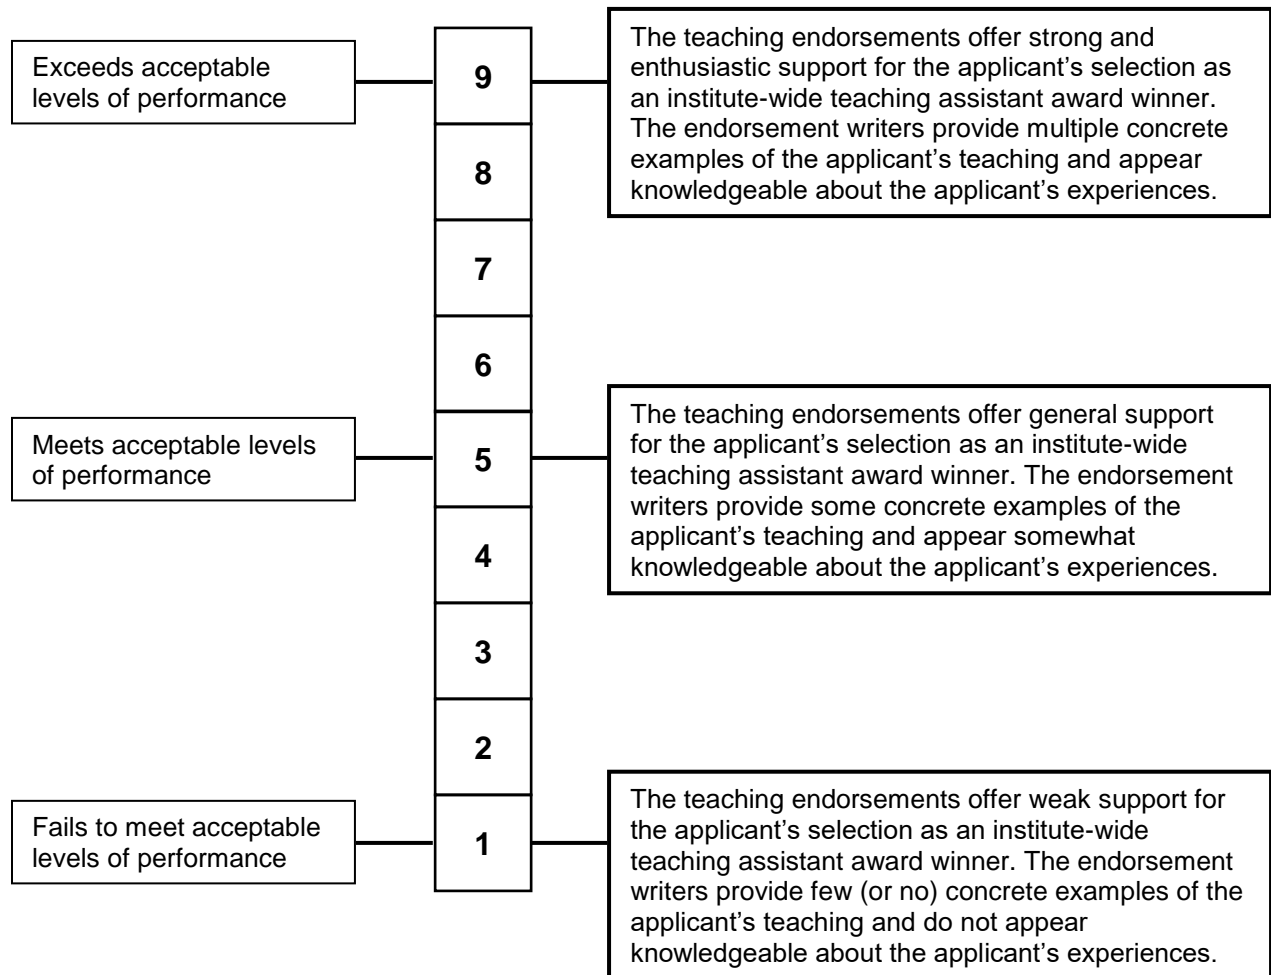 Exceeds acceptable
levels of performance
9
The teaching endorsements offer strong and
enthusiastic support for the applicant’s selection as
an institute-wide teaching assistant award winner.
The endorsement writers provide multiple concrete
examples of the applicant’s teaching and appear
knowledgeable about the applicant’s experiences.
8
7
6
Meets acceptable levels
of performance
5
The teaching endorsements offer general support
for the applicant’s selection as an institute-wide
teaching assistant award winner. The endorsement
writers provide some concrete examples of the
applicant’s teaching and appear somewhat
knowledgeable about the applicant’s experiences.
4
3
2
Fails to meet acceptable
levels of performance
1
The teaching endorsements offer weak support for
the applicant’s selection as an institute-wide
teaching assistant award winner. The endorsement
writers provide few (or no) concrete examples of the
applicant’s teaching and do not appear
knowledgeable about the applicant’s experiences.